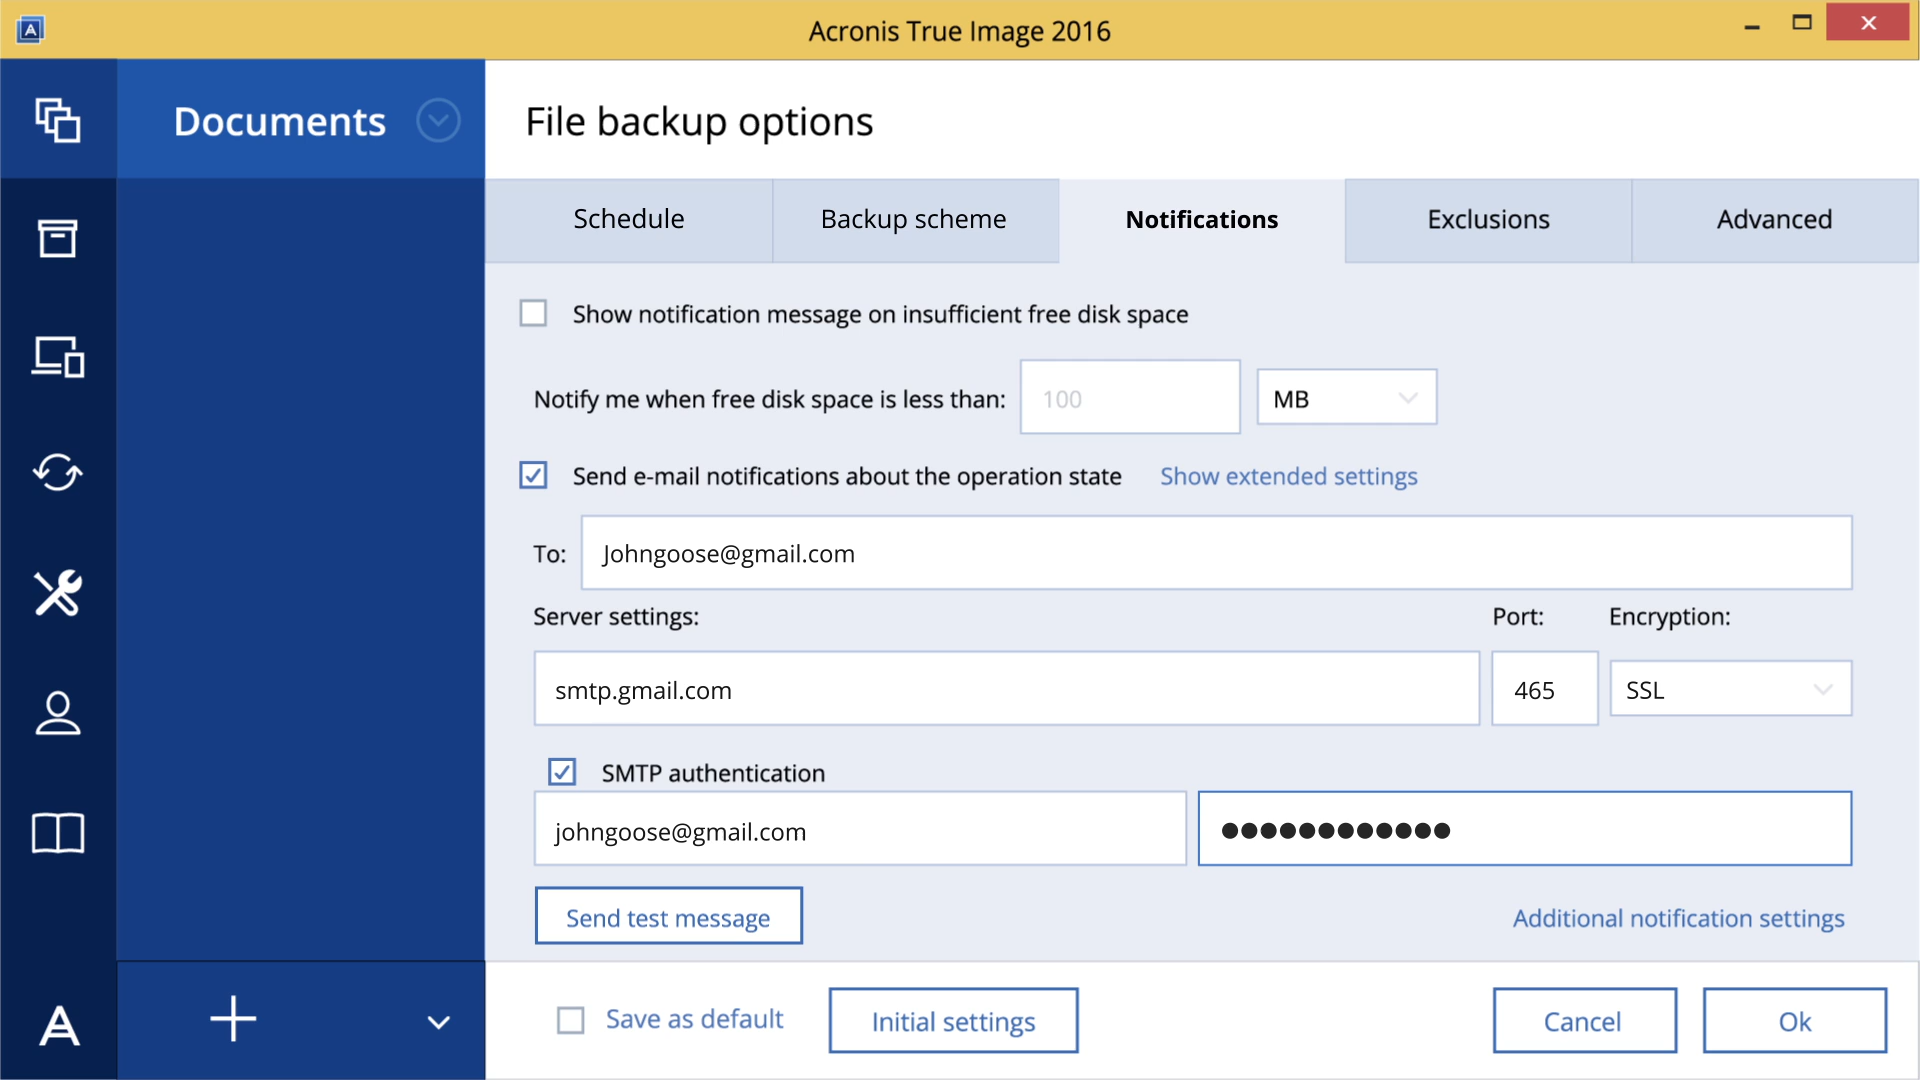 Acronis True Image 2016
Documents
File backup options
Schedule
Backup scheme
Notifications
Exclusions
Advanced
Show notification message on insufficient free disk space
Notify me when free disk space is less than:
100
MB
Send e-mail notifications about the operation state
Show extended settings
To:
Johngoose@gmail.com
Server settings:
Port:
Encryption:
smtp.gmail.com
465
SSL
SMTP authentication
johngoose@gmail.com
●●●●●●●●●●●●
Send test message
Additional notification settings
Save as default
Initial settings
Cancel
Ok